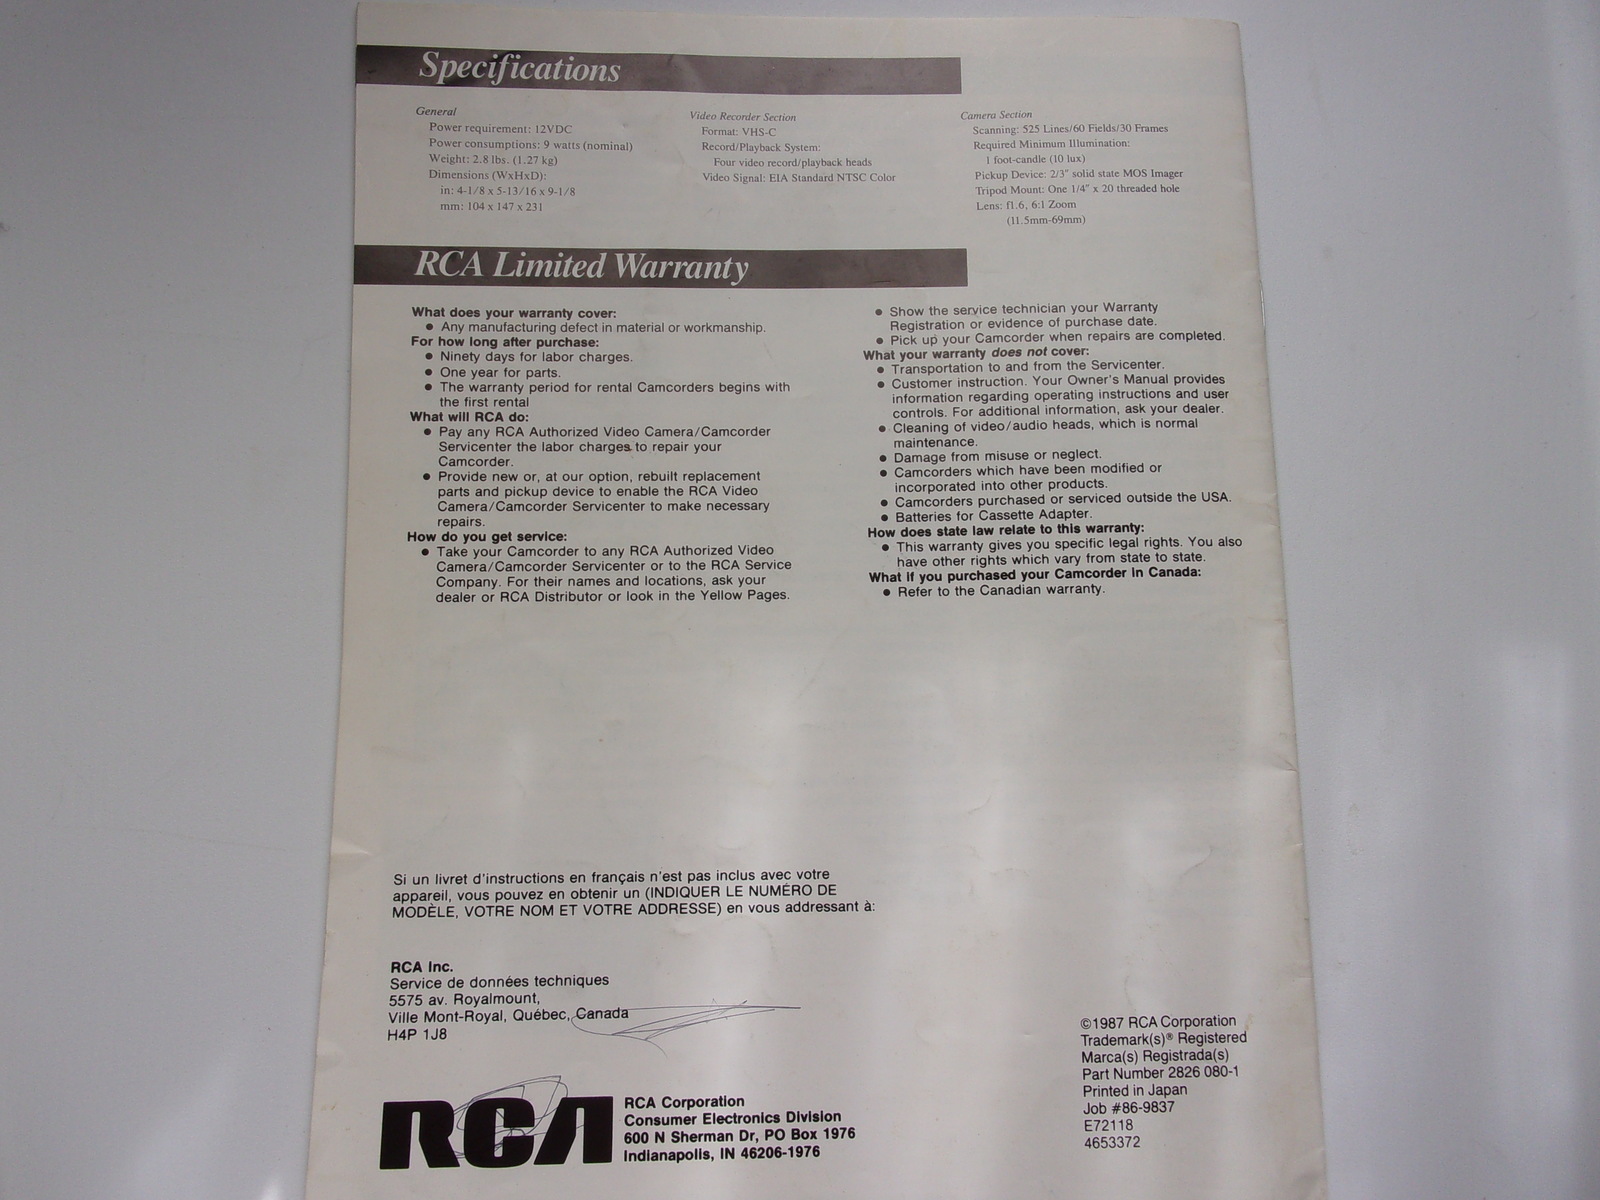 Specifications
General
Power requirement: 12VDC
Power consumptions: 9 watts (nominal)
Weight: 2.8 lbs. (1.27 kg)
Dimensions (WxHxD):
in: 4-1/8 x 5-13/16 x 9-1/8
mm: 104 x 147 x 231
Video Recorder Section
Format: VHS-C
Record/Playback System:
Four video record/playback heads
Video Signal: EIA Standard NTSC Color
Camera Section
Scanning: 525 Lines/60 Fields/30 Frames
Required Minimum Illumination:
1 foot-candle (10 lux)
Pickup Device: 2/3" solid state MOS Imager
Tripod Mount: One 1/4" x 20 threaded hole
Lens: f1.6, 6:1 Zoom
(11.5mm-69mm)
RCA Limited Warranty
What does your warranty cover:
● Any manufacturing defect in material or workmanship.
For how long after purchase:
● Ninety days for labor charges.
● One year for parts.
● The warranty period for rental Camcorders begins with
the first rental
What will RCA do:
● Pay any RCA Authorized Video Camera/Camcorder
Servicenter the labor charges to repair your
Camcorder.
● Provide new or, at our option, rebuilt replacement
parts and pickup device to enable the RCA Video
Camera/Camcorder Servicenter to make necessary
repairs.
How do you get service:
● Take your Camcorder to any RCA Authorized Video
Camera/Camcorder Servicenter or to the RCA Service
Company. For their names and locations, ask your
dealer or RCA Distributor or look in the Yellow Pages.
● Show the service technician your Warranty
Registration or evidence of purchase date.
● Pick up your Camcorder when repairs are completed.
What your warranty does not cover:
● Transportation to and from the Servicenter.
● Customer instruction. Your Owner's Manual provides
information regarding operating instructions and user
controls. For additional information, ask your dealer.
● Cleaning of video/audio heads, which is normal
maintenance.
● Damage from misuse or neglect.
● Camcorders which have been modified or
incorporated into other products.
● Camcorders purchased or serviced outside the USA.
● Batteries for Cassette Adapter.
How does state law relate to this warranty:
● This warranty gives you specific legal rights. You also
have other rights which vary from state to state.
What if you purchased your Camcorder in Canada:
● Refer to the Canadian warranty.
Si un livret d'instructions en français n'est pas inclus avec votre
appareil, vous pouvez en obtenir un (INDIQUER LE NUMÉRO DE
MODÈLE, VOTRE NOM ET VOTRE ADDRESSE) en vous addressant à:
RCA Inc.
Service de données techniques
5575 av. Royalmount,
Ville Mont-Royal, Québec, Canada
H4P 1J8
RCA
RCA Corporation
Consumer Electronics Division
600 N Sherman Dr, PO Box 1976
Indianapolis, IN 46206-1976
©1987 RCA Corporation
Trademark(s)® Registered
Marca(s) Registrada(s)
Part Number 2826 080-1
Printed in Japan
Job #86-9837
E72118
4653372